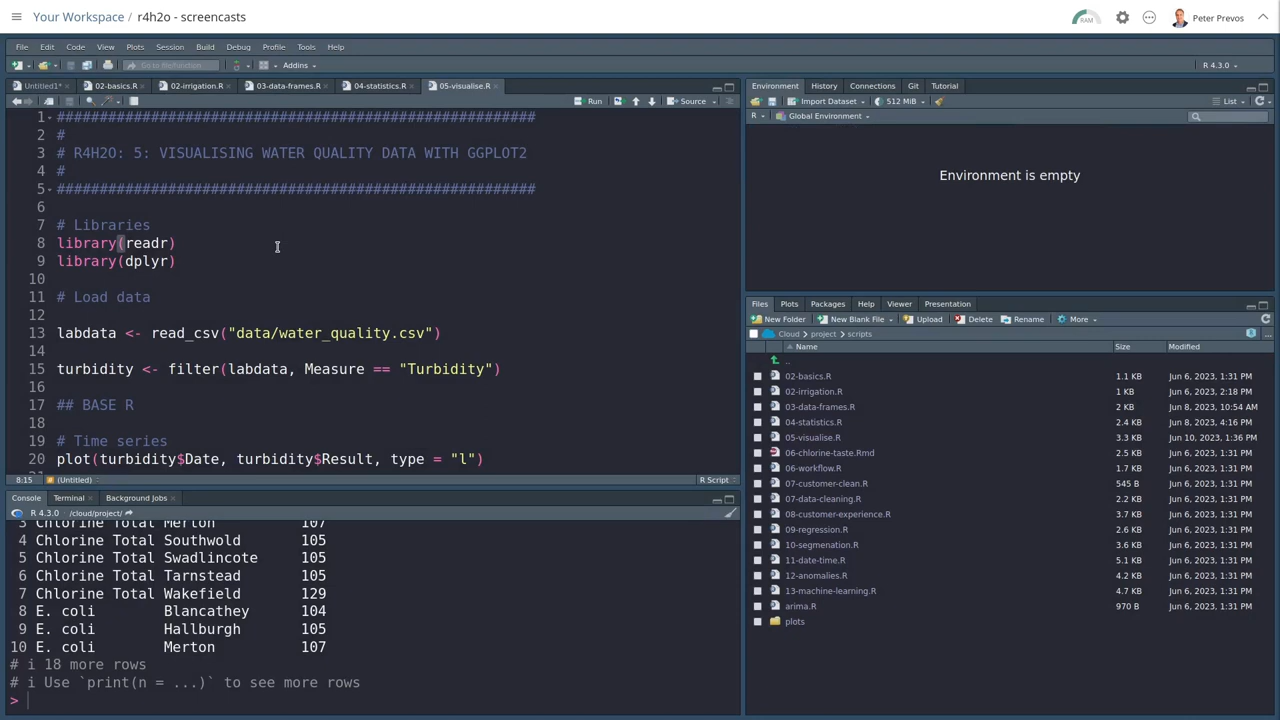 Your Workspace / r4h2o - screencasts
RAM
Peter Prevos
File Edit Code View Plots Session Build Debug Profile Tools Help
Go to file/function
Addins
R 4.3.0
Untitled1*
02-basics.R
02-irrigation.R
03-data-frames.R
04-statistics.R
05-visualise.R
Run
Source
1 ########################################################
2 #
3 # R4H2O: 5: VISUALISING WATER QUALITY DATA WITH GGPLOT2
4 #
5 ########################################################
6
7 # Libraries
8 library(readr)
9 library(dplyr)
10
11 # Load data
12
13 labdata <- read_csv("data/water_quality.csv")
14
15 turbidity <- filter(labdata, Measure == "Turbidity")
16
17 ## BASE R
18
19 # Time series
20 plot(turbidity$Date, turbidity$Result, type = "l")
8:15 (Untitled) R Script
Console Terminal Background Jobs
R 4.3.0 · /cloud/project/
3 Chlorine Total Merton 107
4 Chlorine Total Southwold 105
5 Chlorine Total Swadlincote 105
6 Chlorine Total Tarnstead 105
7 Chlorine Total Wakefield 129
8 E. coli Blancathey 104
9 E. coli Hallburgh 105
10 E. coli Merton 107
# i 18 more rows
# i Use `print(n = ...)` to see more rows
>
Environment History Connections Git Tutorial
Import Dataset 512 MiB List
R Global Environment
Environment is empty
Files Plots Packages Help Viewer Presentation
New Folder New Blank File Upload Delete Rename More
Cloud project scripts
Name Size Modified
..
02-basics.R 1.1 KB Jun 6, 2023, 1:31 PM
02-irrigation.R 1 KB Jun 6, 2023, 2:18 PM
03-data-frames.R 2 KB Jun 8, 2023, 10:54 AM
04-statistics.R 2.4 KB Jun 8, 2023, 4:16 PM
05-visualise.R 3.3 KB Jun 10, 2023, 1:36 PM
06-chlorine-taste.Rmd 2.5 KB Jun 6, 2023, 1:31 PM
06-workflow.R 1.7 KB Jun 6, 2023, 1:31 PM
07-customer-clean.R 545 B Jun 6, 2023, 1:31 PM
07-data-cleaning.R 2.2 KB Jun 6, 2023, 1:31 PM
08-customer-experience.R 3.7 KB Jun 6, 2023, 1:31 PM
09-regression.R 2.6 KB Jun 6, 2023, 1:31 PM
10-segmenation.R 3.6 KB Jun 6, 2023, 1:31 PM
11-date-time.R 5.1 KB Jun 6, 2023, 1:31 PM
12-anomalies.R 4.2 KB Jun 6, 2023, 1:31 PM
13-machine-learning.R 4.7 KB Jun 6, 2023, 1:31 PM
arima.R 970 B Jun 6, 2023, 1:31 PM
plots